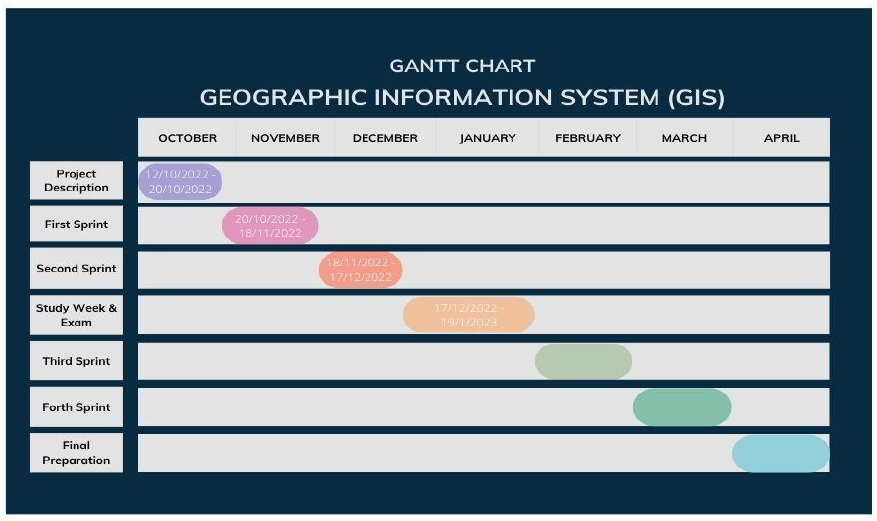 GANTT CHART
GEOGRAPHIC INFORMATION SYSTEM (GIS)
OCTOBER NOVEMBER DECEMBER JANUARY FEBRUARY MARCH APRIL
Project
Description
12/10/2022 -
20/10/2022
First Sprint
20/10/2022 -
18/11/2022
Second Sprint
18/11/2022 -
17/12/2022
Study Week &
Exam
17/12/2022 -
19/1/2023
Third Sprint
Forth Sprint
Final
Preparation